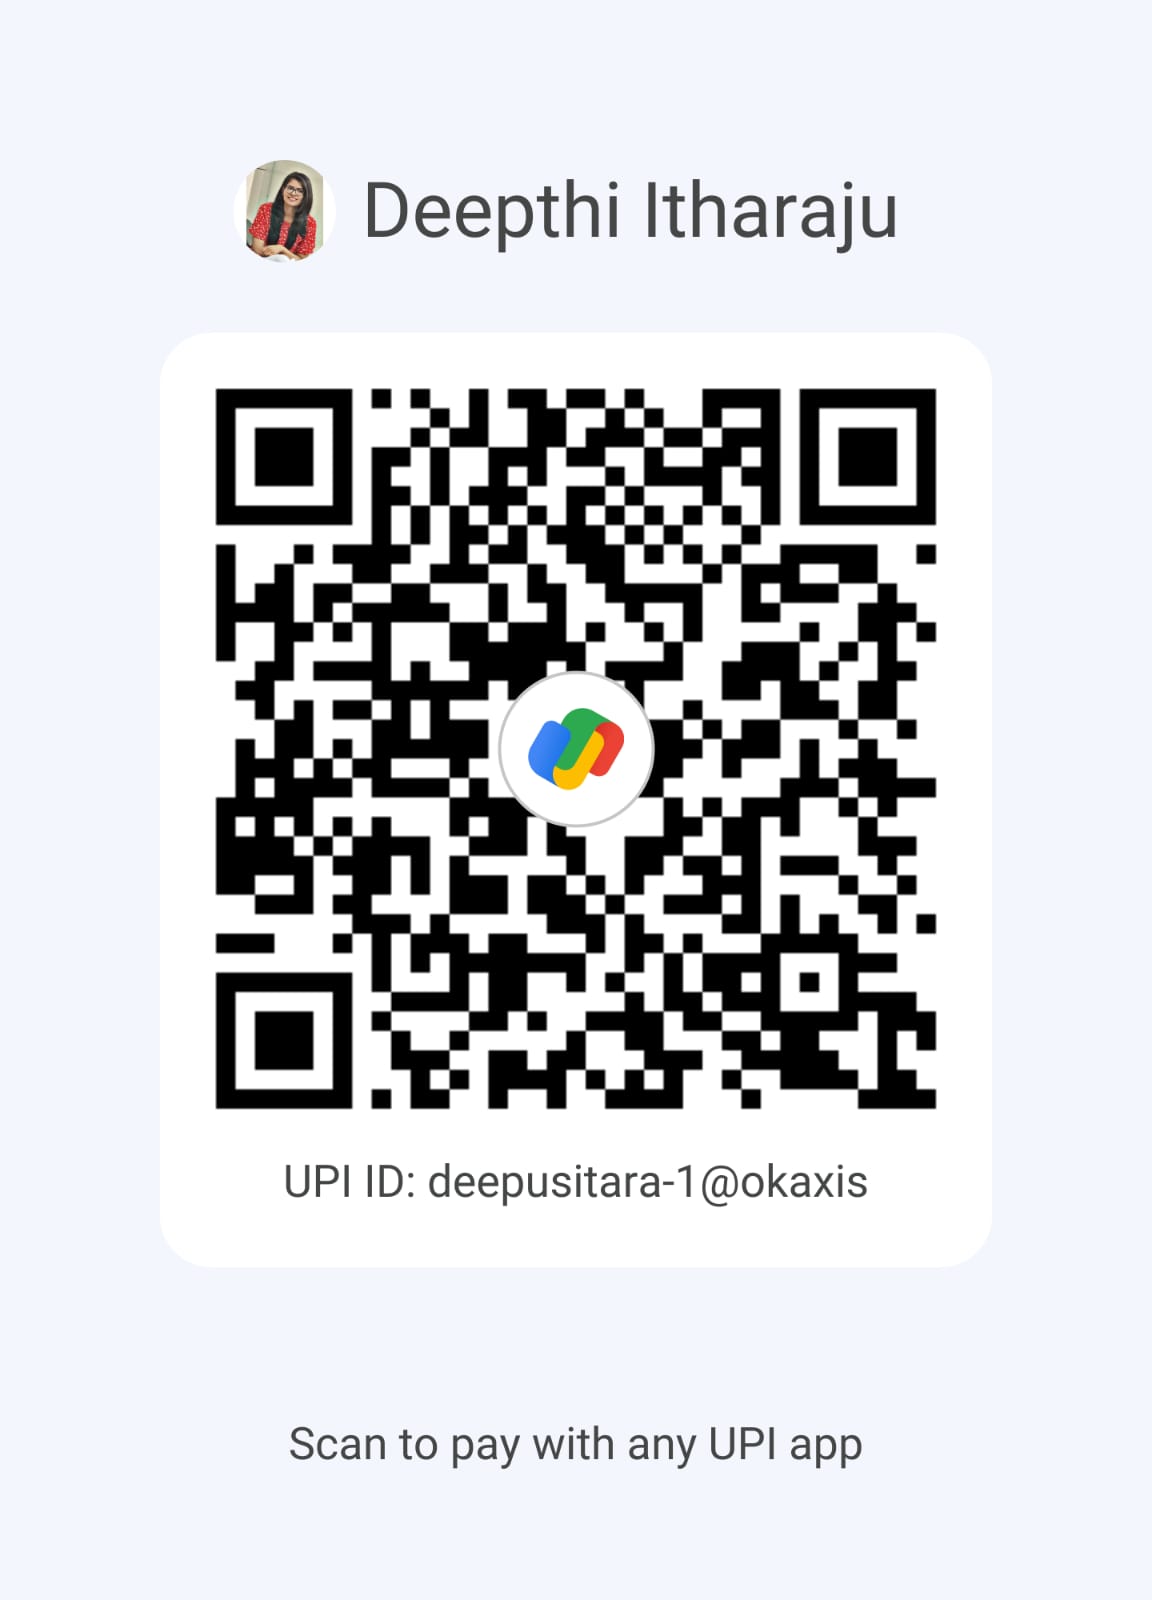 Deepthi Itharaju
UPI ID: deepusitara-1@okaxis
Scan to pay with any UPI app